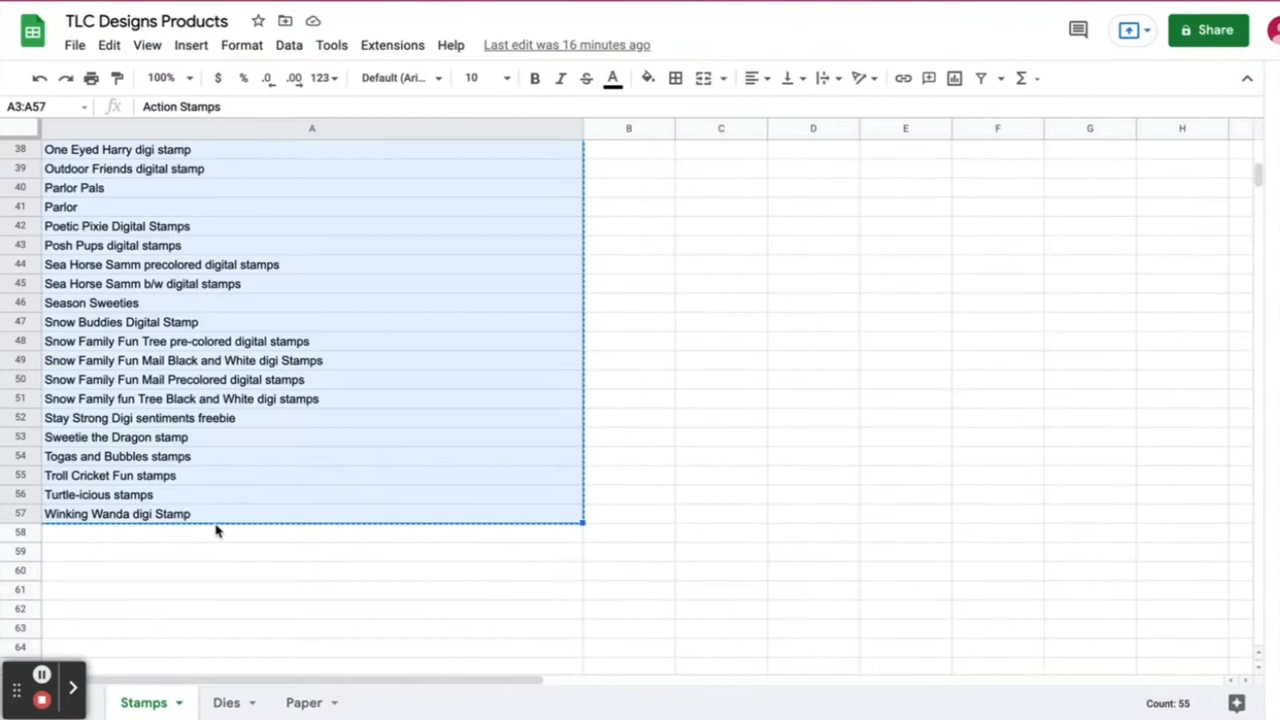 TLC Designs Products
File Edit View Insert Format Data Tools Extensions Help Last edit was 16 minutes ago
Share
100% $ % .0 .00 123 Default (Ari... 10 B I S A
A3:A57 fx Action Stamps
A B C D E F G H
38 One Eyed Harry digi stamp
39 Outdoor Friends digital stamp
40 Parlor Pals
41 Parlor
42 Poetic Pixie Digital Stamps
43 Posh Pups digital stamps
44 Sea Horse Samm precolored digital stamps
45 Sea Horse Samm b/w digital stamps
46 Season Sweeties
47 Snow Buddies Digital Stamp
48 Snow Family Fun Tree pre-colored digital stamps
49 Snow Family Fun Mail Black and White digi Stamps
50 Snow Family Fun Mail Precolored digital stamps
51 Snow Family fun Tree Black and White digi stamps
52 Stay Strong Digi sentiments freebie
53 Sweetie the Dragon stamp
54 Togas and Bubbles stamps
55 Troll Cricket Fun stamps
56 Turtle-icious stamps
57 Winking Wanda digi Stamp
58
59
60
61
62
63
64
Stamps Dies Paper Count: 55